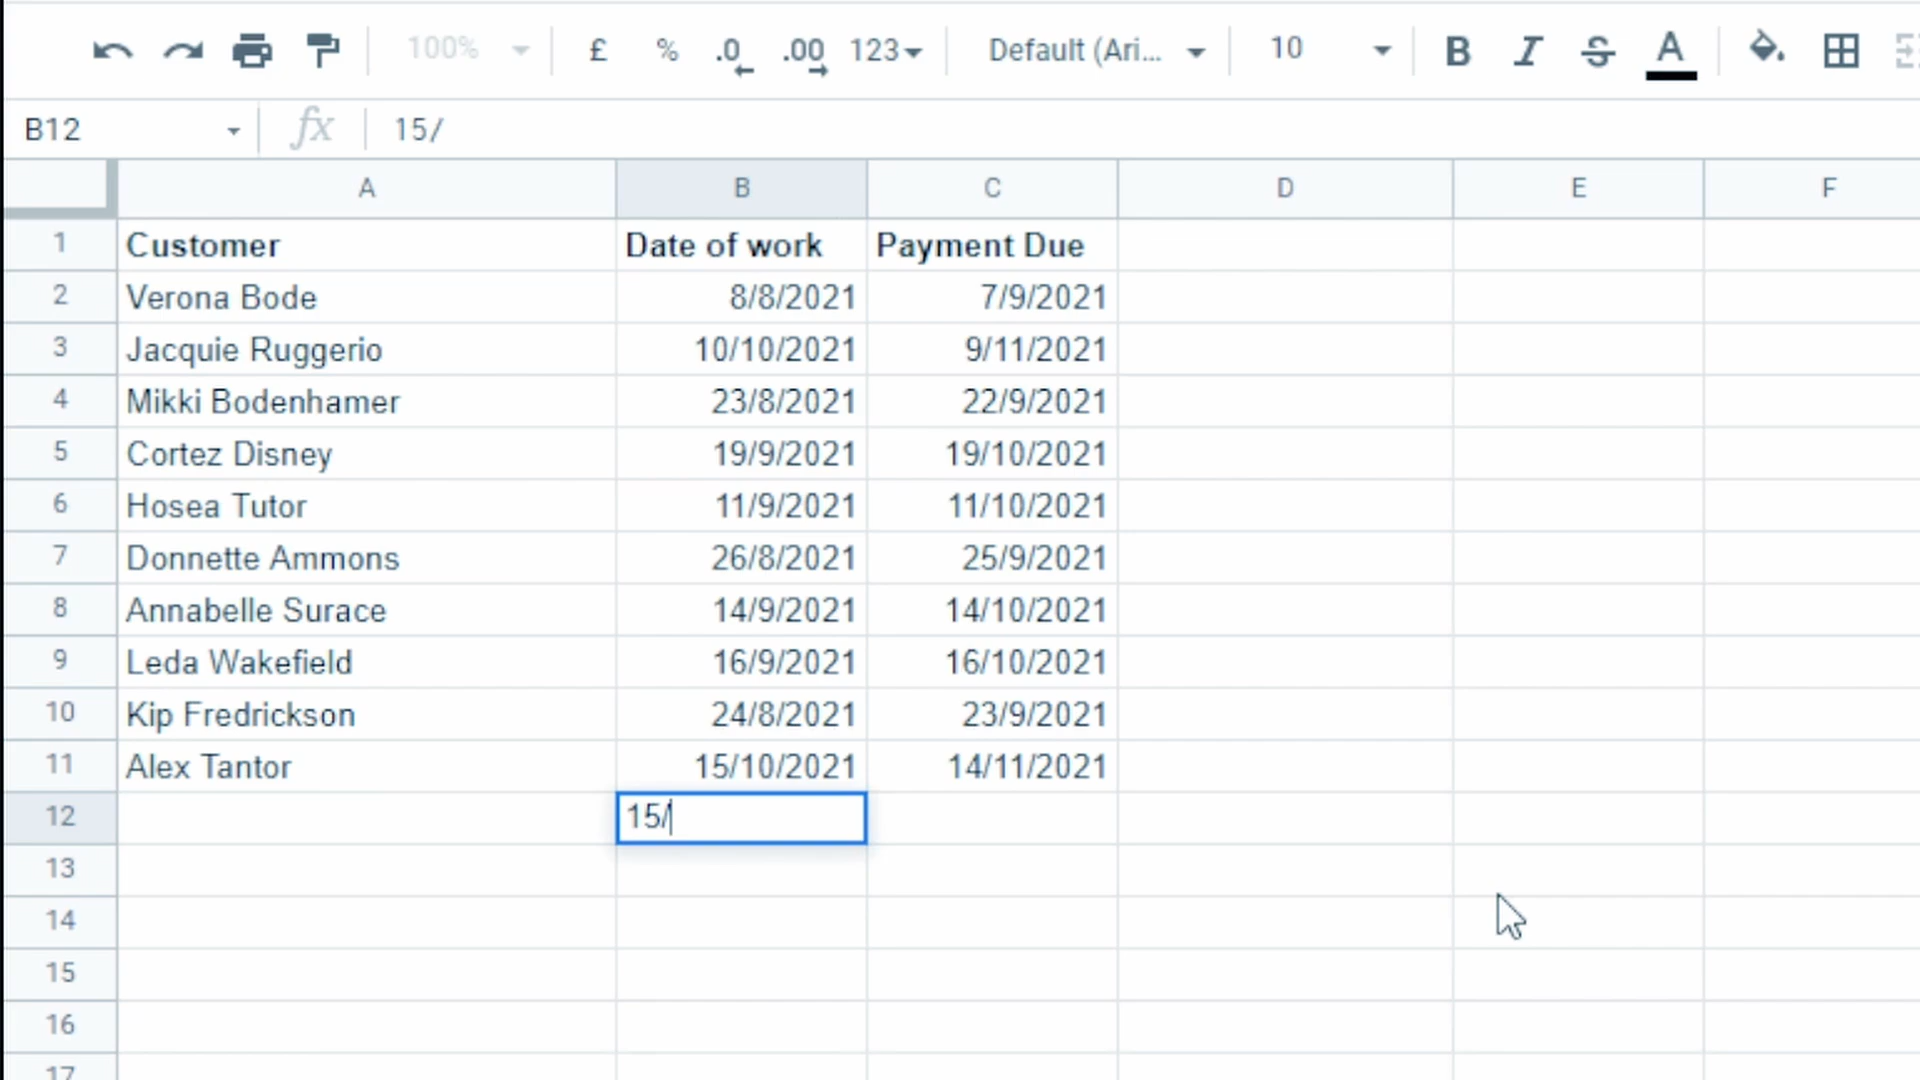 100% £ % .0 .00 123 Default (Ari... 10 B I S A
B12 fx 15/
A B C D E F
1 Customer Date of work Payment Due
2 Verona Bode 8/8/2021 7/9/2021
3 Jacquie Ruggerio 10/10/2021 9/11/2021
4 Mikki Bodenhamer 23/8/2021 22/9/2021
5 Cortez Disney 19/9/2021 19/10/2021
6 Hosea Tutor 11/9/2021 11/10/2021
7 Donnette Ammons 26/8/2021 25/9/2021
8 Annabelle Surace 14/9/2021 14/10/2021
9 Leda Wakefield 16/9/2021 16/10/2021
10 Kip Fredrickson 24/8/2021 23/9/2021
11 Alex Tantor 15/10/2021 14/11/2021
12 15/
13
14
15
16
17